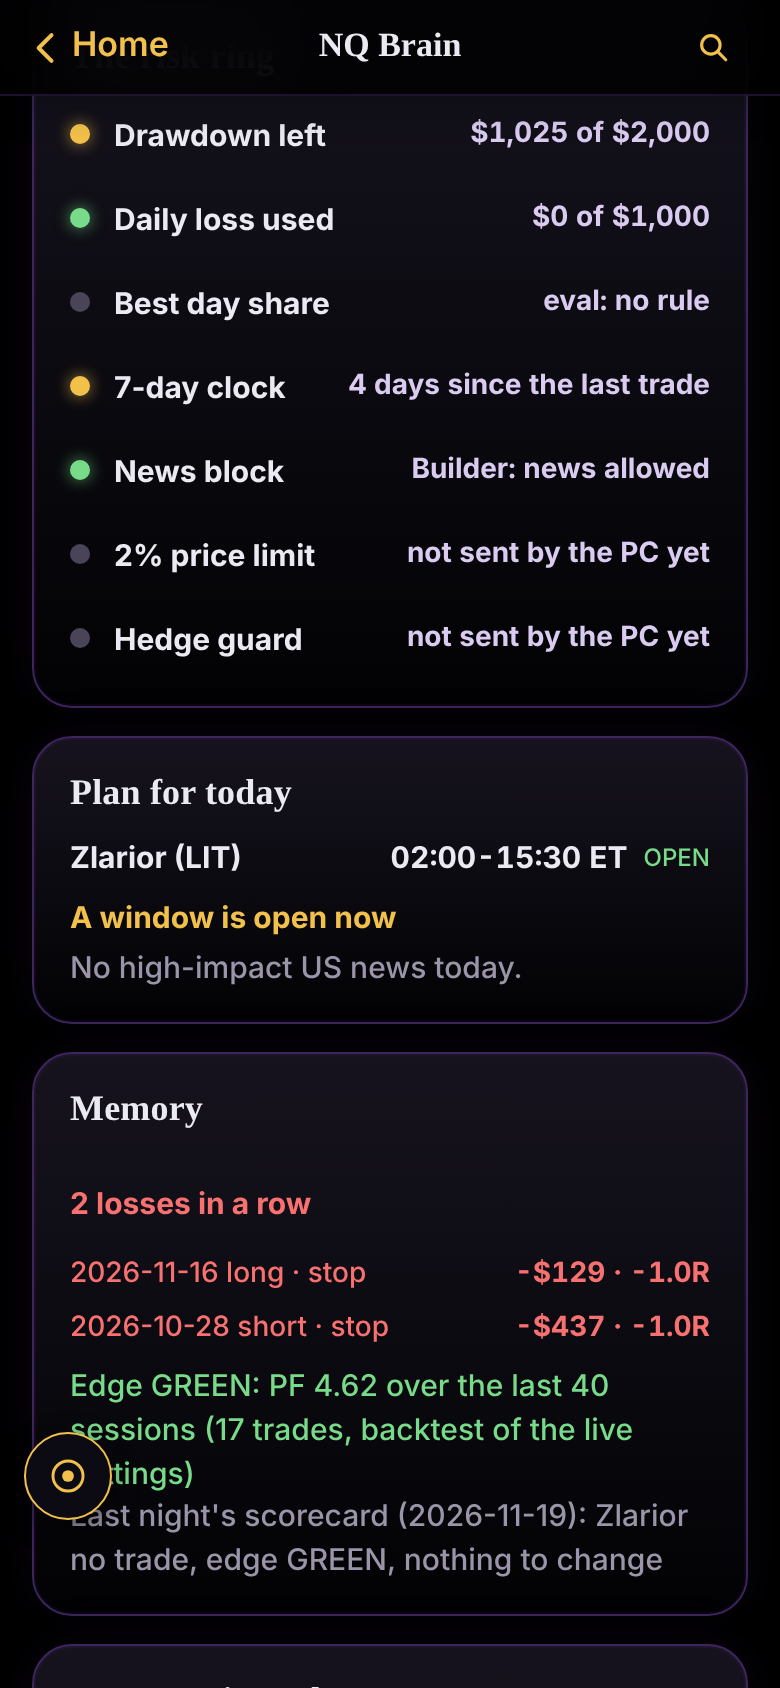 Home
NQ Brain
The risk ring
Drawdown left $1,025 of $2,000
Daily loss used $0 of $1,000
Best day share eval: no rule
7-day clock 4 days since the last trade
News block Builder: news allowed
2% price limit not sent by the PC yet
Hedge guard not sent by the PC yet
Plan for today
Zlarior (LIT) 02:00-15:30 ET OPEN
A window is open now
No high-impact US news today.
Memory
2 losses in a row
2026-11-16 long · stop -$129 · -1.0R
2026-10-28 short · stop -$437 · -1.0R
Edge GREEN: PF 4.62 over the last 40
sessions (17 trades, backtest of the live
ttings)
Last night's scorecard (2026-11-19): Zlarior
no trade, edge GREEN, nothing to change